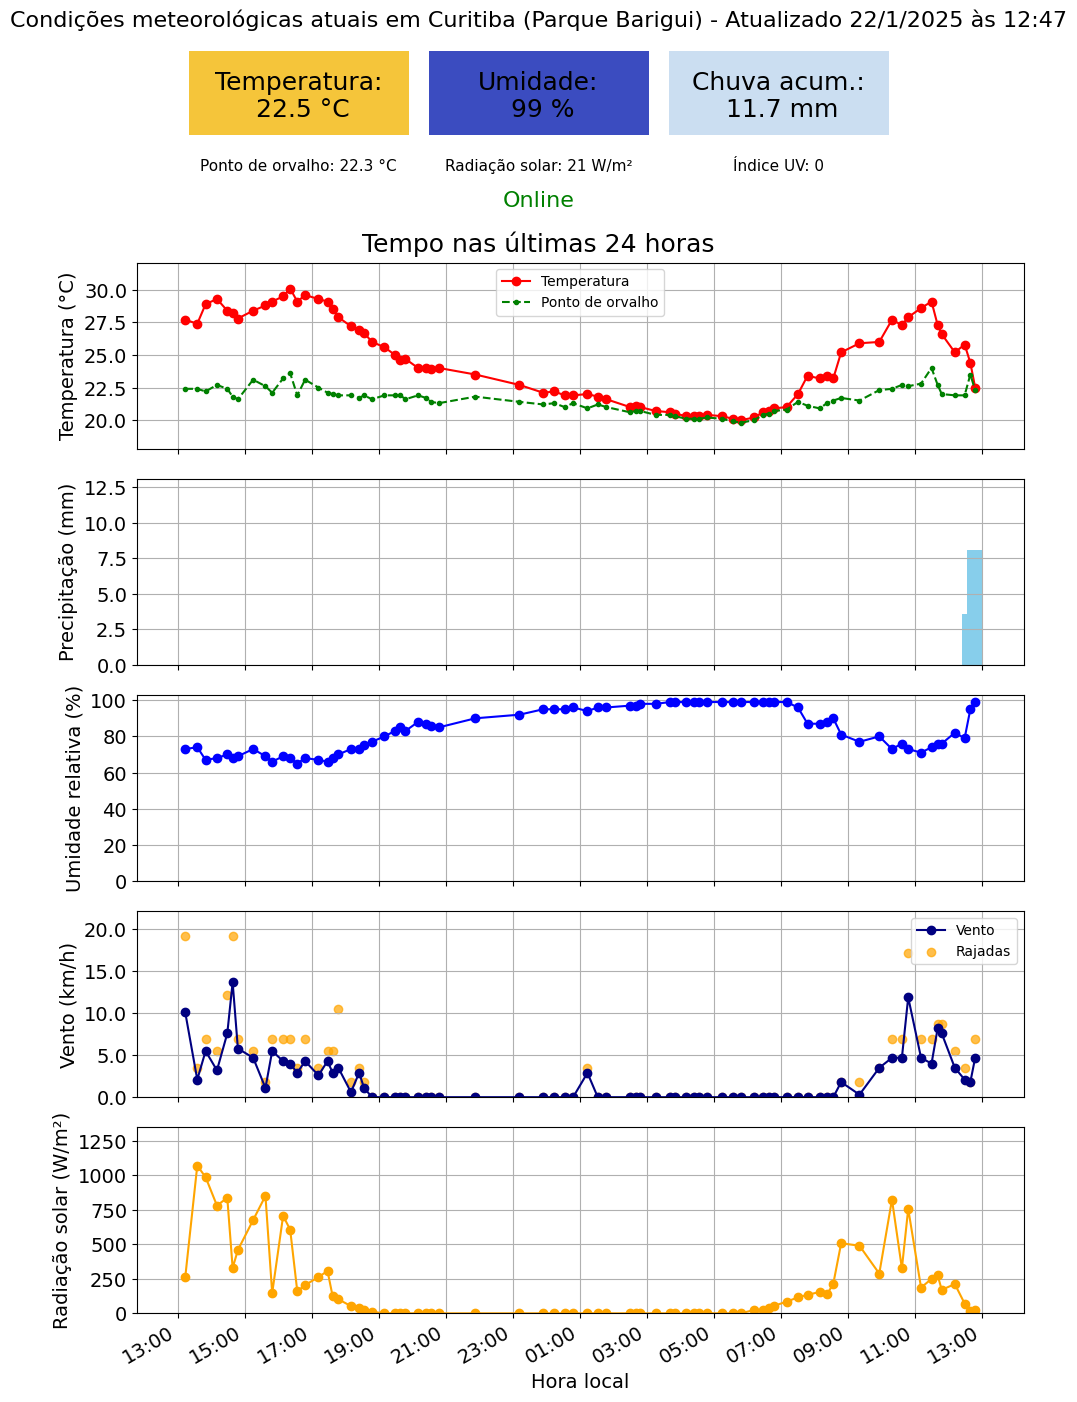 Condições meteorológicas atuais em Curitiba (Parque Barigui) - Atualizado 22/1/2025 às 12:47
Temperatura:
22.5 °C
Umidade:
99 %
Chuva acum.:
11.7 mm
Ponto de orvalho: 22.3 °C
Radiação solar: 21 W/m²
Índice UV: 0
Online
Tempo nas últimas 24 horas
Temperatura (°C)
30.0
27.5
25.0
22.5
20.0
Temperatura
Ponto de orvalho
Precipitação (mm)
12.5
10.0
7.5
5.0
2.5
0.0
Umidade relativa (%)
100
80
60
40
20
0
Vento (km/h)
20.0
15.0
10.0
5.0
0.0
Vento
Rajadas
Radiação solar (W/m²)
1250
1000
750
500
250
0
13:00
15:00
17:00
19:00
21:00
23:00
01:00
03:00
05:00
07:00
09:00
11:00
13:00
Hora local